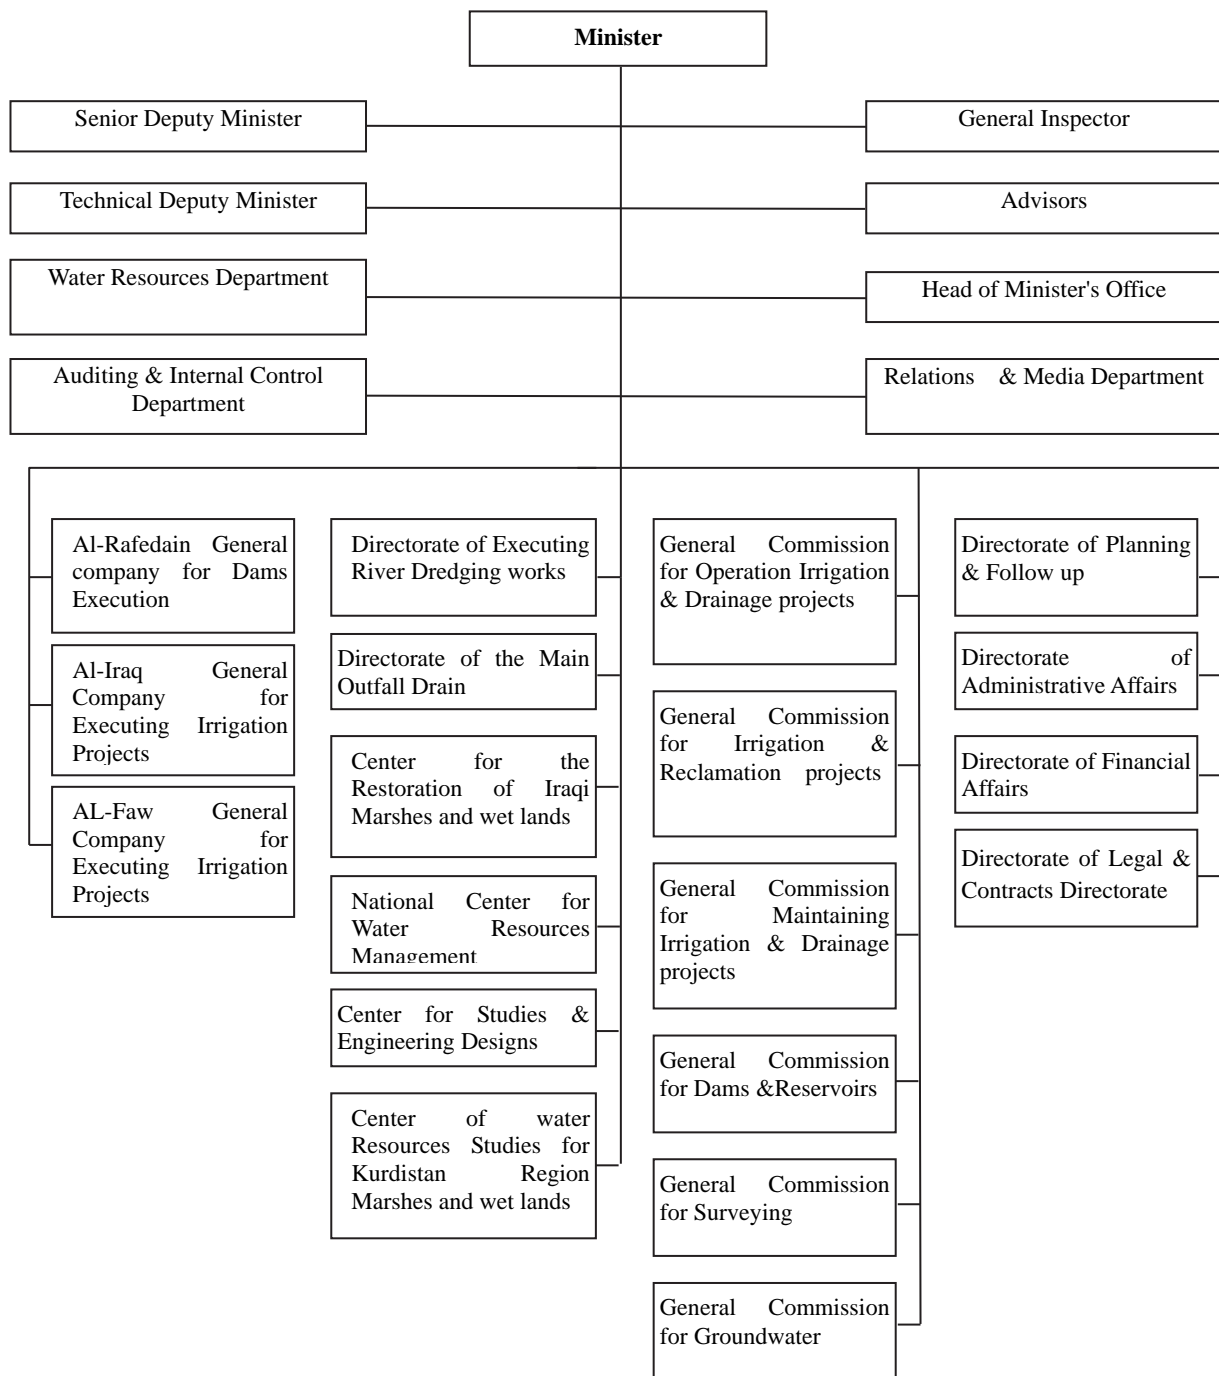 Minister
Senior Deputy Minister
General Inspector
Technical Deputy Minister
Advisors
Water Resources Department
Head of Minister's Office
Auditing & Internal Control
Department
Relations & Media Department
Al-Rafedain General
company for Dams
Execution
Al-Iraq General
Company for
Executing Irrigation
Projects
AL-Faw General
Company for
Executing Irrigation
Projects
Directorate of Executing
River Dredging works
Directorate of the Main
Outfall Drain
Center for the
Restoration of Iraqi
Marshes and wet lands
National Center for
Water Resources
Management
Center for Studies &
Engineering Designs
Center of water
Resources Studies for
Kurdistan Region
Marshes and wet lands
General Commission
for Operation Irrigation
& Drainage projects
General Commission
for Irrigation &
Reclamation projects
General Commission
for Maintaining
Irrigation & Drainage
projects
General Commission
for Dams &Reservoirs
General Commission
for Surveying
General Commission
for Groundwater
Directorate of Planning
& Follow up
Directorate of
Administrative Affairs
Directorate of Financial
Affairs
Directorate of Legal &
Contracts Directorate